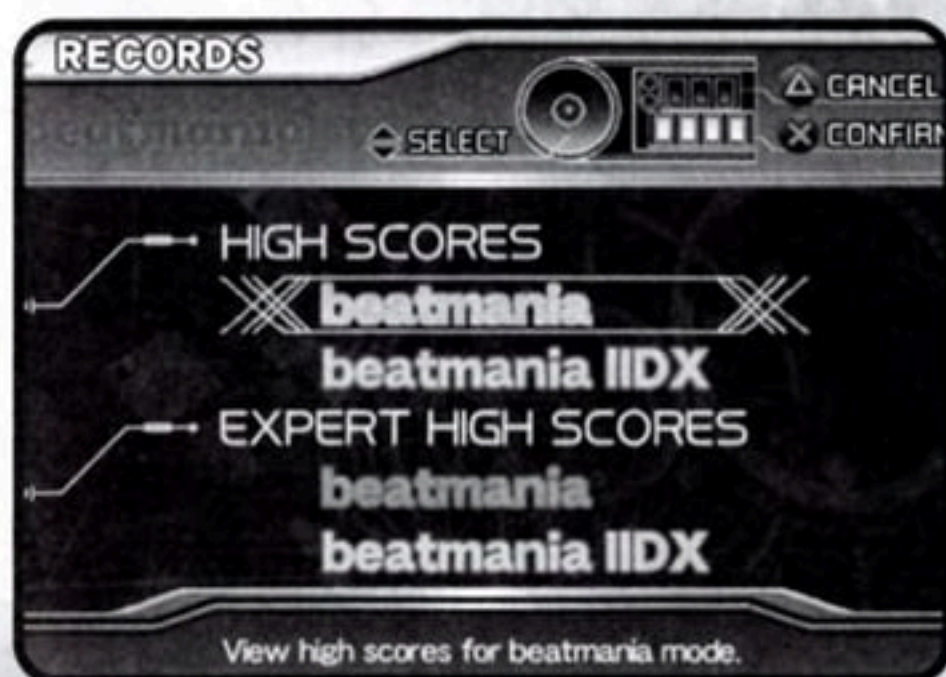 RECORDS
CANCEL
beatmania
SELECT
CONFIRM
HIGH SCORES
beatmania
beatmania IIDX
EXPERT HIGH SCORES
beatmania
beatmania IIDX
View high scores for beatmania mode.